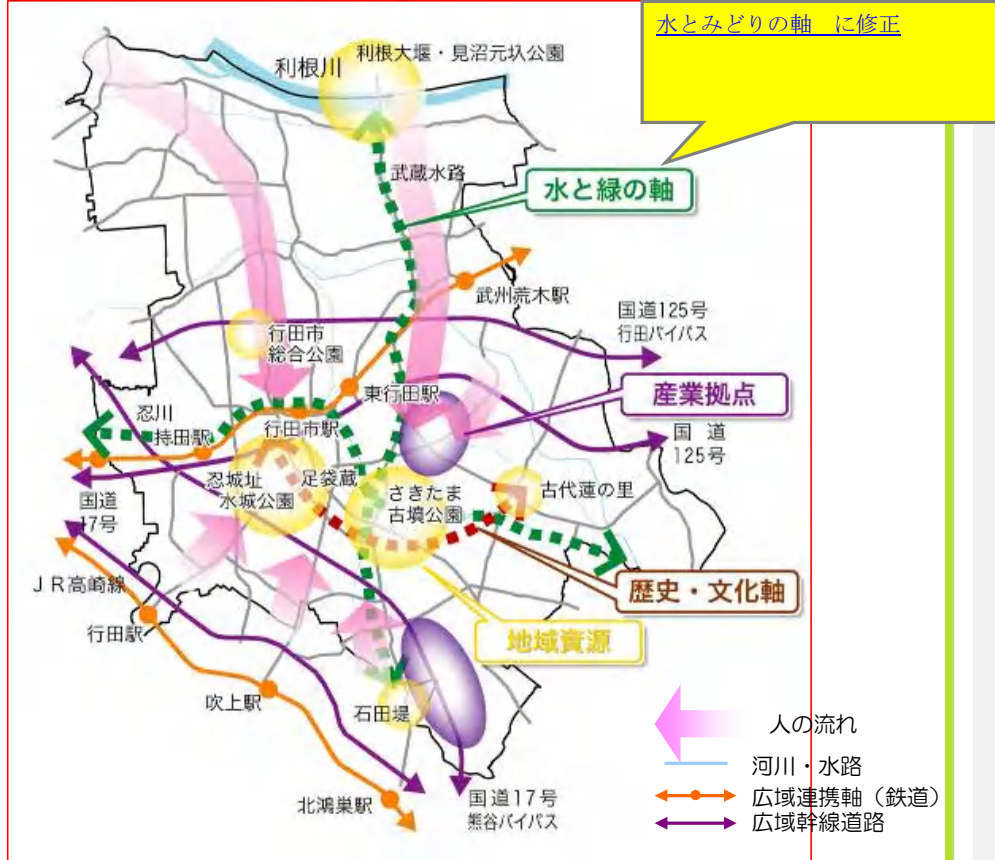 水とみどりの軸　に修正
利根大堰・見沼元圦公園
利根川
武蔵水路
水と緑の軸
武州荒木駅
国道125号
行田バイパス
行田市
総合公園
東行田駅
産業拠点
忍川
持田駅
行田市駅
国　道
125号
忍城址
水城公園
足袋蔵
さきたま
古墳公園
古代蓮の里
国道
17号
ＪＲ高崎線
歴史・文化軸
行田駅
地域資源
吹上駅
石田堤
人の流れ
河川・水路
北鴻巣駅
国道17号
熊谷バイパス
広域連携軸（鉄道）
広域幹線道路